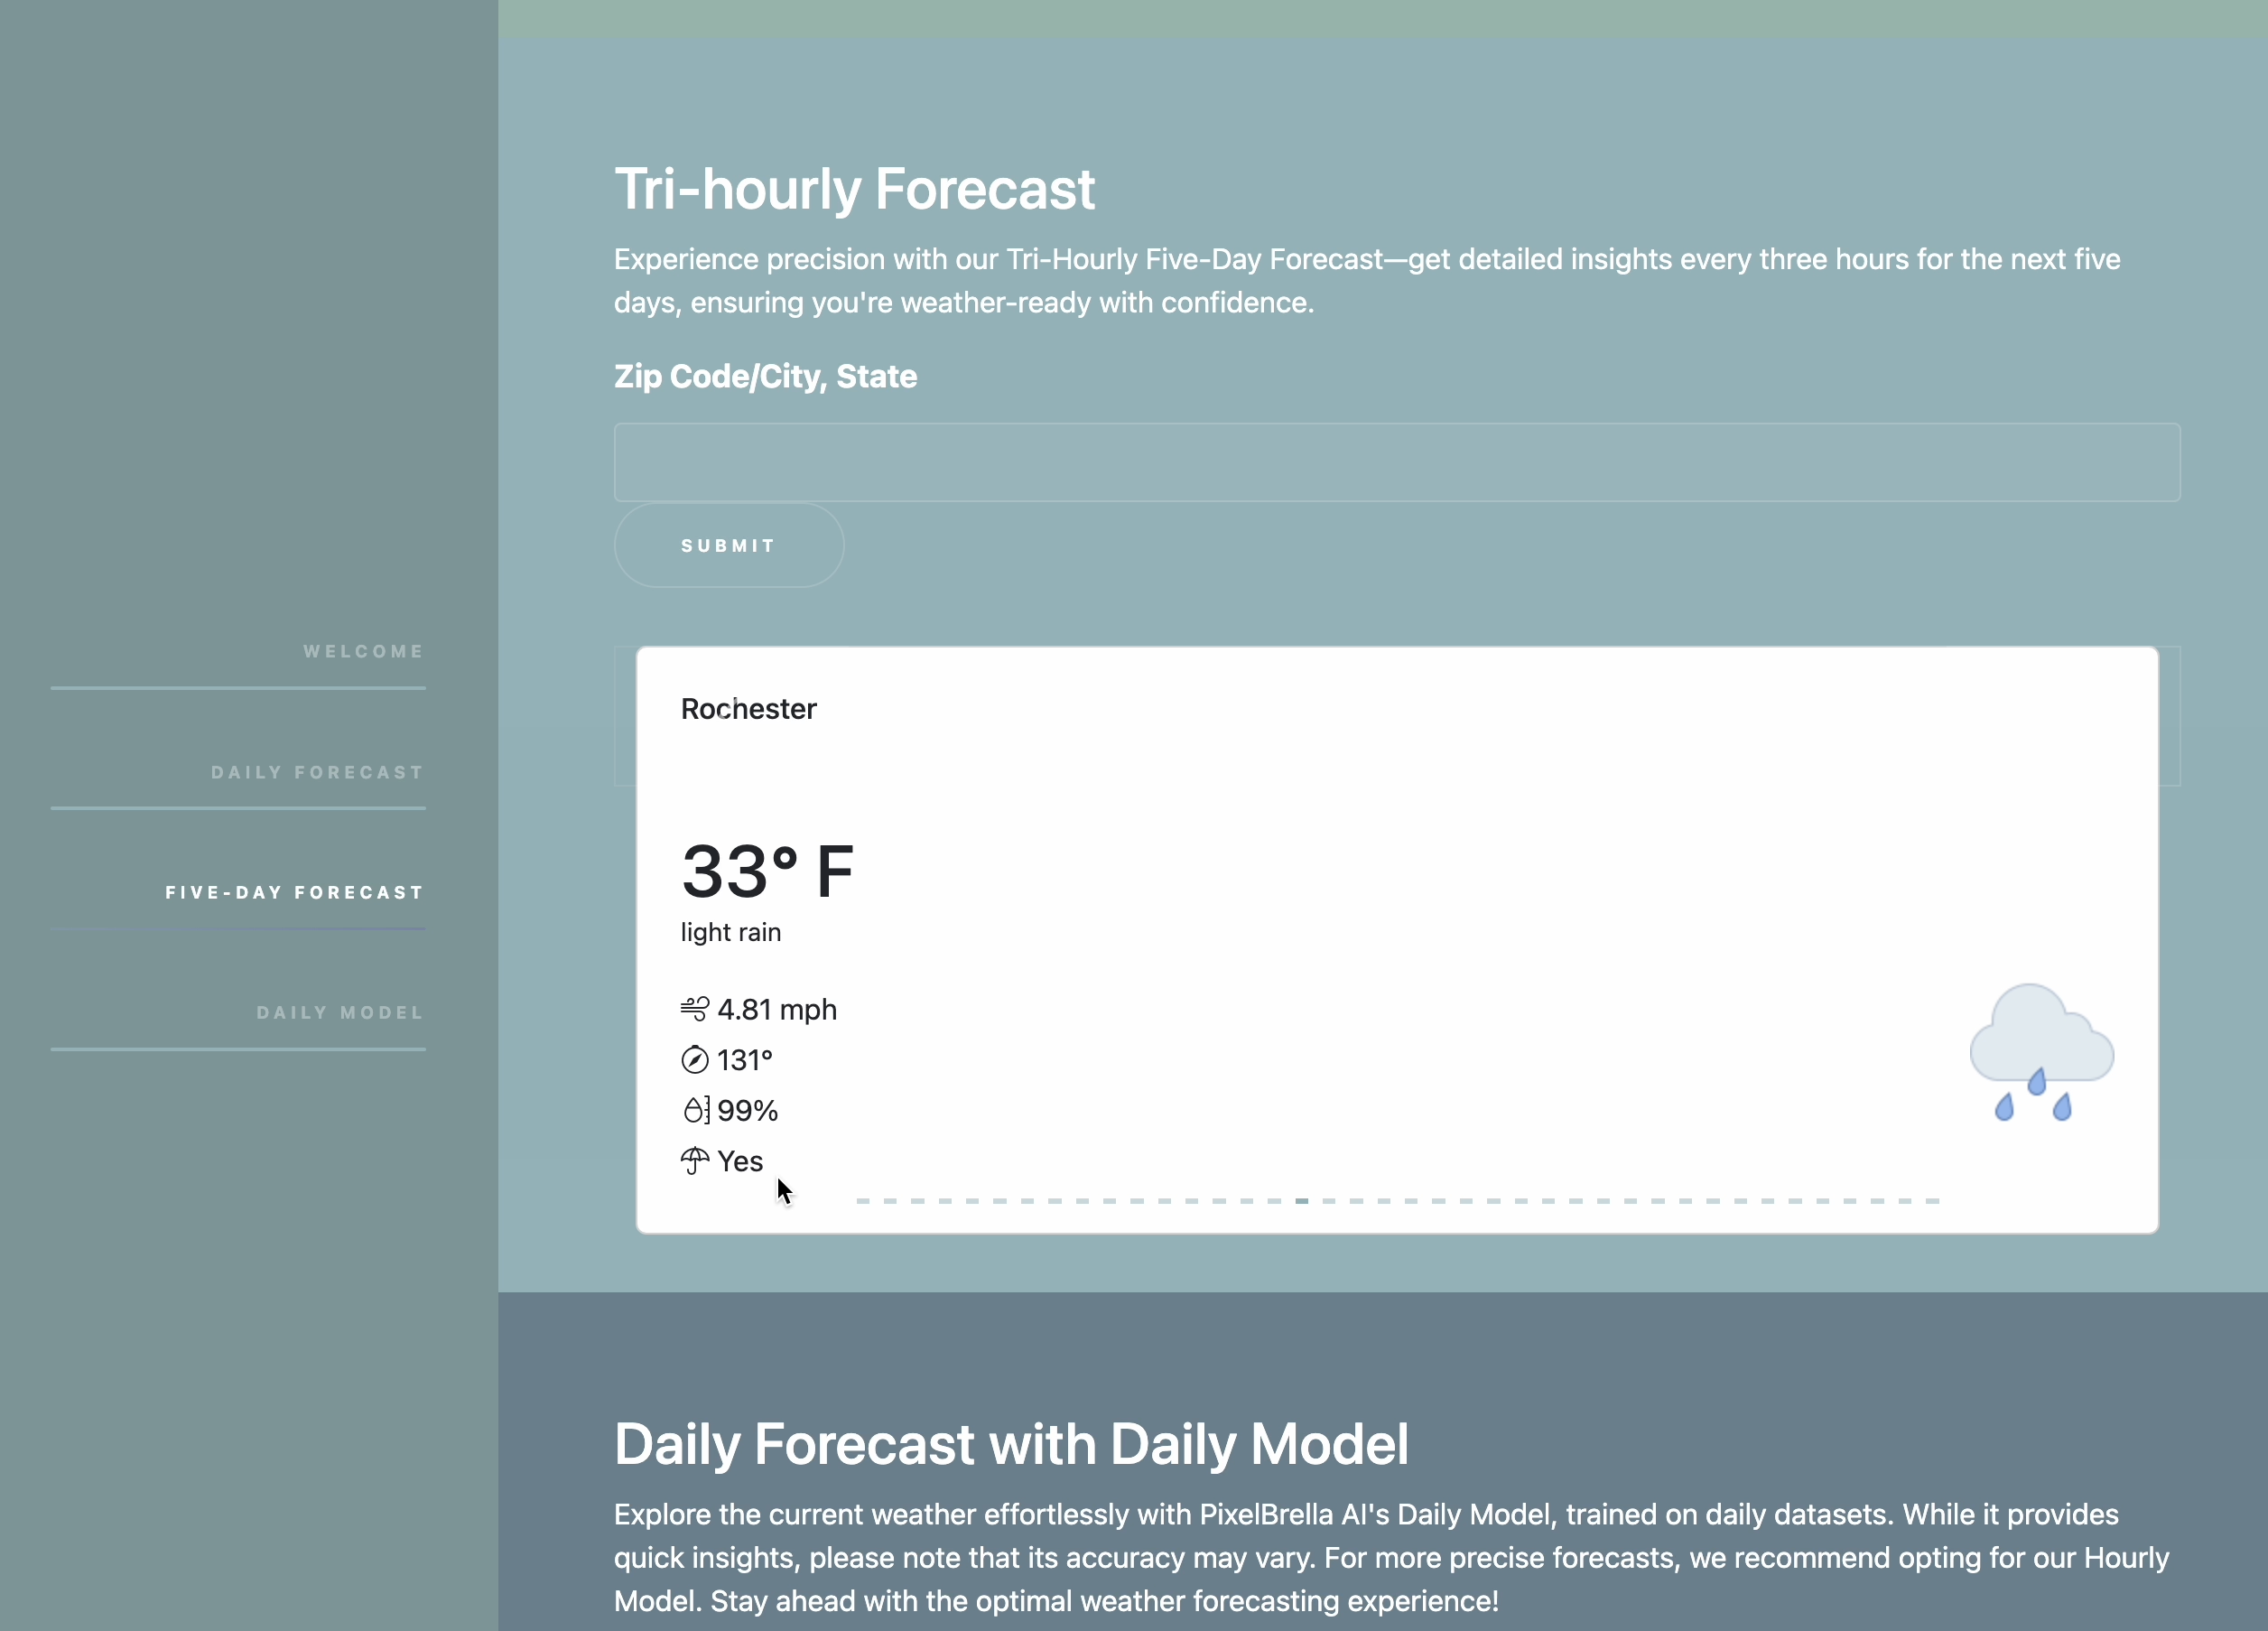 Tri-hourly Forecast
Experience precision with our Tri-Hourly Five-Day Forecast—get detailed insights every three hours for the next five
days, ensuring you're weather-ready with confidence.
Zip Code/City, State
SUBMIT
WELCOME
DAILY FORECAST
FIVE-DAY FORECAST
DAILY MODEL
Rochester
33° F
light rain
4.81 mph
131°
99%
Yes
Daily Forecast with Daily Model
Explore the current weather effortlessly with PixelBrella AI's Daily Model, trained on daily datasets. While it provides
quick insights, please note that its accuracy may vary. For more precise forecasts, we recommend opting for our Hourly
Model. Stay ahead with the optimal weather forecasting experience!